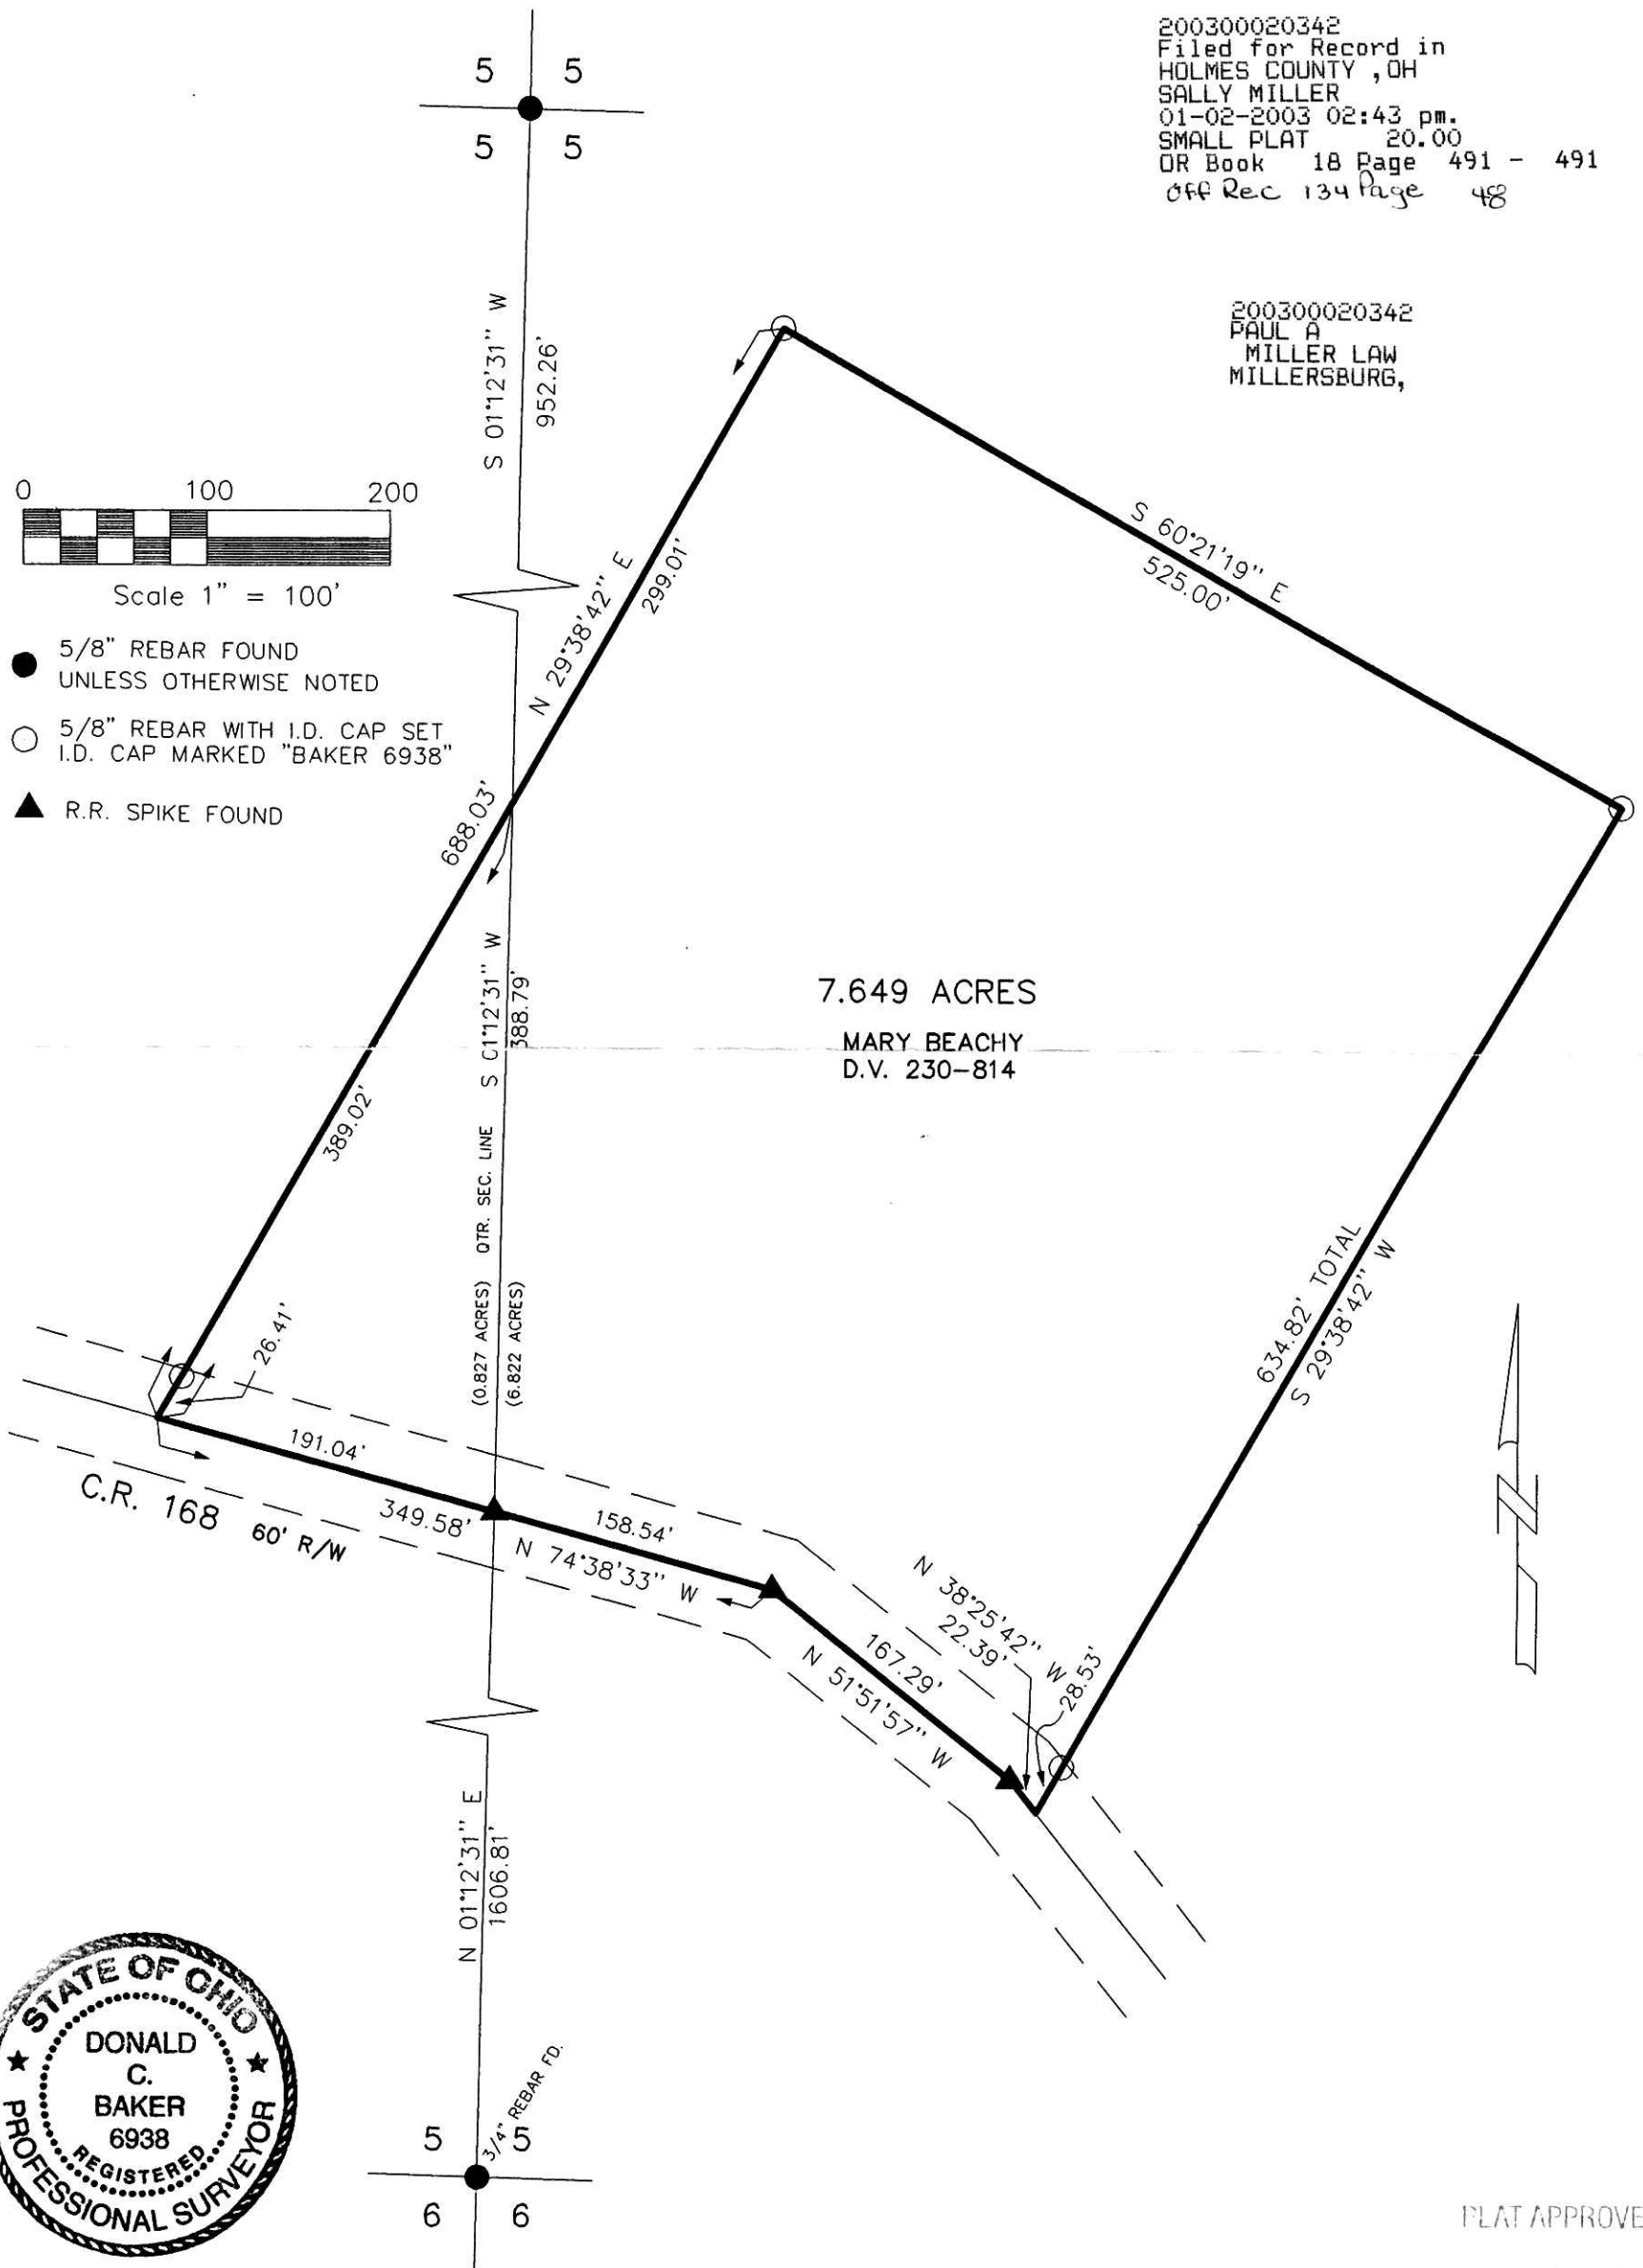 200300020342
Filed for Record in
HOLMES COUNTY ,OH
SALLY MILLER
01-02-2003 02:43 pm.
SMALL PLAT 20.00
OR Book 18 Page 491 - 491
Off Rec 134 Page 48
200300020342
PAUL A
MILLER LAW
MILLERSBURG,
5 5
5 5
S 01°12'31" W
952.26'
0 100 200
Scale 1" = 100'
5/8" REBAR FOUND
UNLESS OTHERWISE NOTED
5/8" REBAR WITH I.D. CAP SET
I.D. CAP MARKED "BAKER 6938"
R.R. SPIKE FOUND
N 29°38'42" E
299.01'
688.03'
389.02'
S 60°21'19" E
525.00'
QTR. SEC. LINE S 01°12'31" W
388.79'
(0.827 ACRES)
(6.822 ACRES)
7.649 ACRES
MARY BEACHY
D.V. 230-814
634.82' TOTAL
S 29°38'42" W
26.41'
191.04'
349.58'
158.54'
N 74°38'33" W
C.R. 168 60' R/W
N 38°25'42" W
22.39'
28.53'
167.29'
N 51°51'57" W
N
N 01°12'31" E
1606.81'
3/4" REBAR FD.
5 5
6 6
STATE OF OHIO
DONALD
C.
BAKER
6938
REGISTERED
PROFESSIONAL SURVEYOR
PLAT APPROVE